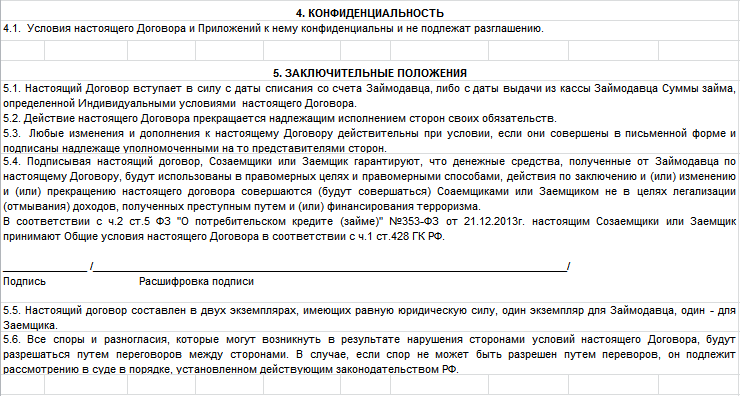 4. КОНФИДЕНЦИАЛЬНОСТЬ
4.1. Условия настоящего Договора и Приложений к нему конфиденциальны и не подлежат разглашению.
5. ЗАКЛЮЧИТЕЛЬНЫЕ ПОЛОЖЕНИЯ
5.1. Настоящий Договор вступает в силу с даты списания со счета Займодавца, либо с даты выдачи из кассы Займодавца Суммы займа,
определенной Индивидуальными условиями настоящего Договора.
5.2. Действие настоящего Договора прекращается надлежащим исполнением сторон своих обязательств.
5.3. Любые изменения и дополнения к настоящему Договору действительны при условии, если они совершены в письменной форме и
подписаны надлежаще уполномоченными на то представителями сторон.
5.4. Подписывая настоящий договор, Созаемщики или Заемщик гарантируют, что денежные средства, полученные от Займодавца по
настоящему Договору, будут использованы в правомерных целях и правомерными способами, действия по заключению и (или) изменению
и (или) прекращению настоящего договора совершаются (будут совершаться) Соаемщиками или Заемщиком не в целях легализации
(отмывания) доходов, полученных преступным путем и (или) финансирования терроризма.
В соответствии с ч.2 ст.5 ФЗ "О потребительском кредите (займе)" №353-ФЗ от 21.12.2013г. настоящим Созаемщики или Заемщик
принимают Общие условия настоящего Договора в соответствии с ч.1 ст.428 ГК РФ.
______________ /______________________________________________________________________________/
Подпись Расшифровка подписи
5.5. Настоящий договор составлен в двух экземплярах, имеющих равную юридическую силу, один экземпляр для Займодавца, один - для
Заемщика.
5.6. Все споры и разногласия, которые могут возникнуть в результате нарушения сторонами условий настоящего Договора, будут
разрешаться путем переговоров между сторонами. В случае, если спор не может быть разрешен путем переворов, он подлежит
рассмотрению в суде в порядке, установленном действующим законодательством РФ.